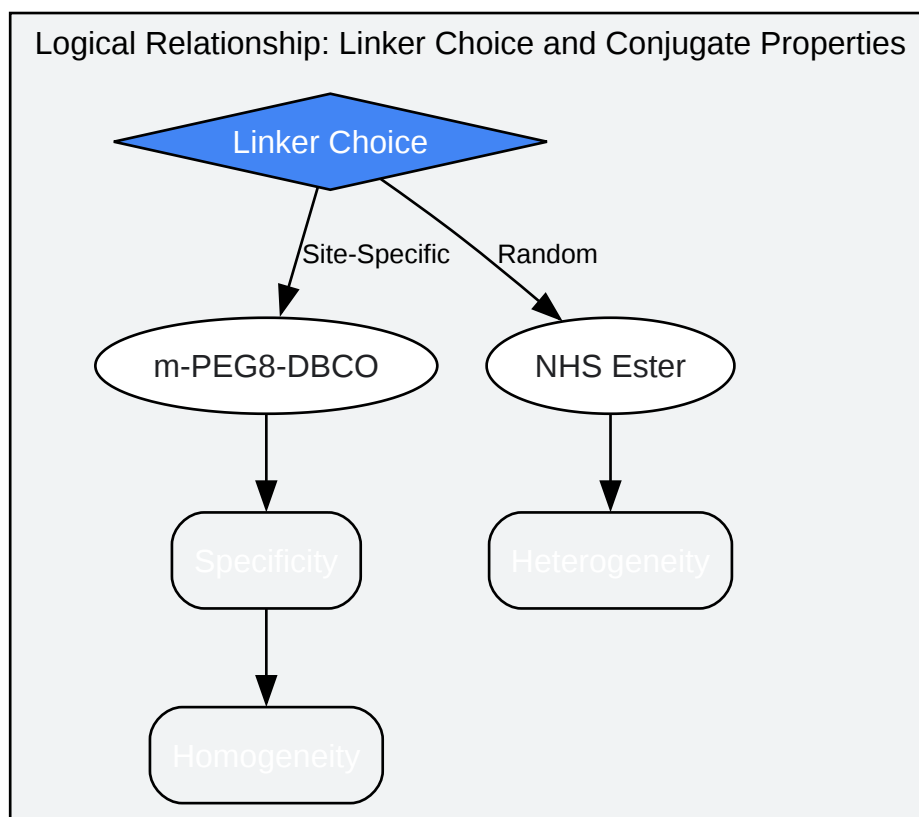 Logical Relationship: Linker Choice and Conjugate Properties
Linker Choice
Site-Specific
Random
m-PEG8-DBCO
NHS Ester
Specificity
Heterogeneity
Homogeneity